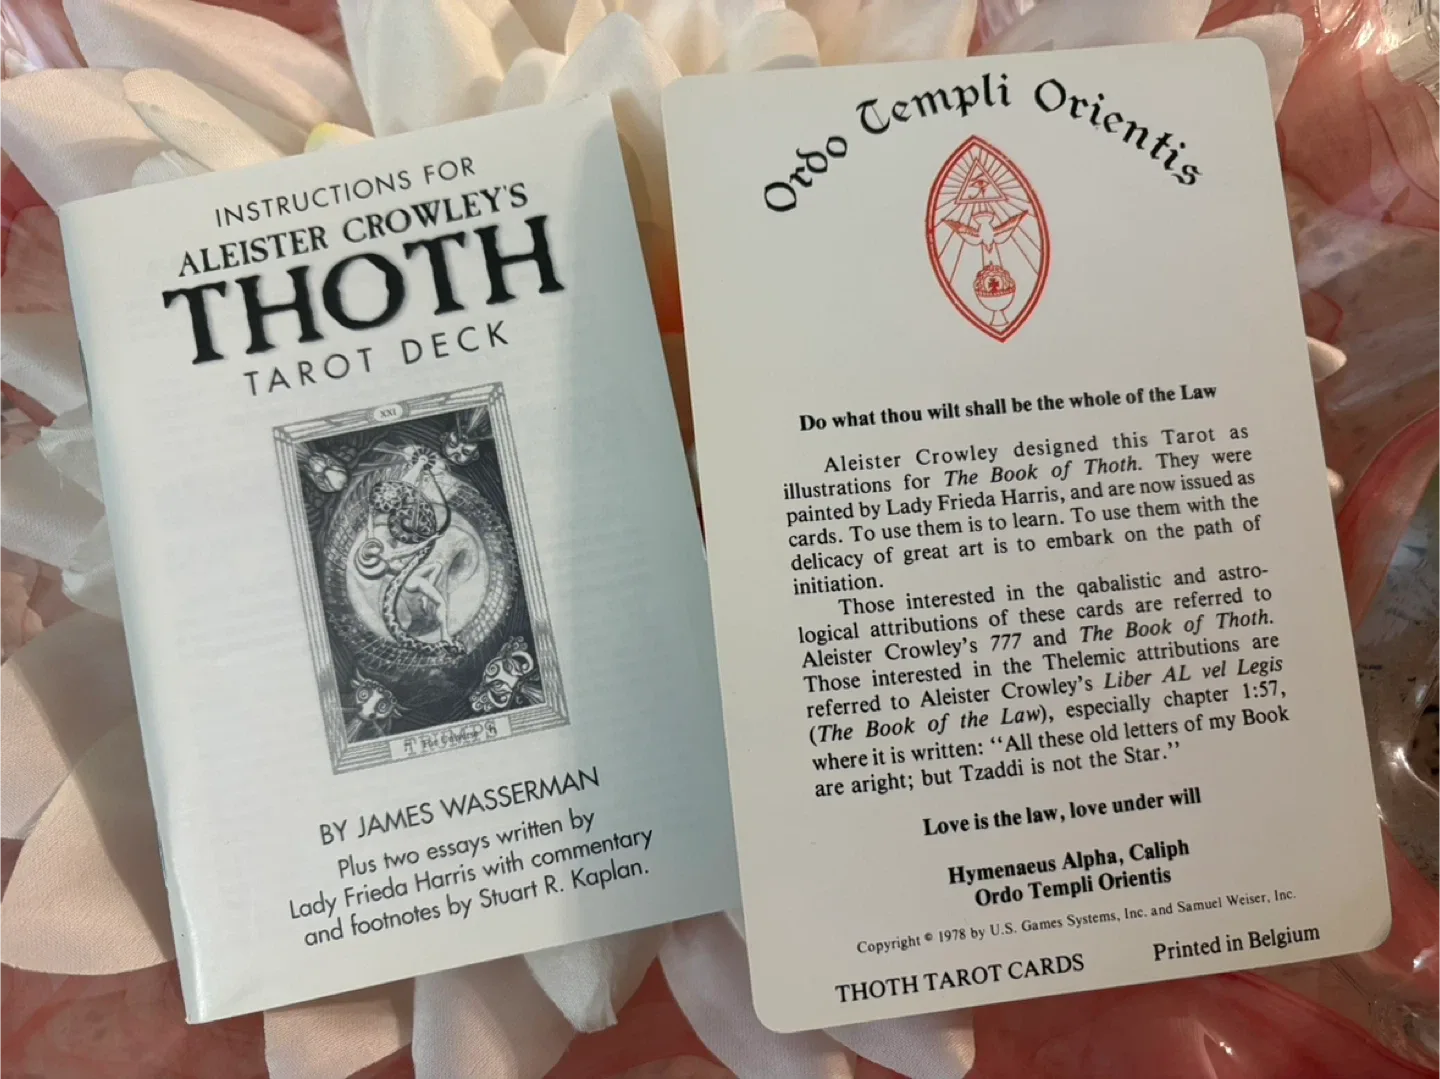 INSTRUCTIONS FOR
ALEISTER CROWLEY'S
THOTH
TAROT DECK
XXI
BY JAMES WASSERMAN
Plus two essays written by
Lady Frieda Harris with commentary
and footnotes by Stuart R. Kaplan.
Ordo Templi Orientis
Do what thou wilt shall be the whole of the Law
Aleister Crowley designed this Tarot as
illustrations for The Book of Thoth. They were
painted by Lady Frieda Harris, and are now issued as
cards. To use them is to learn. To use them with the
delicacy of great art is to embark on the path of
initiation.
Those interested in the qabalistic and astro-
logical attributions of these cards are referred to
Aleister Crowley's 777 and The Book of Thoth.
Those interested in the Thelemic attributions are
referred to Aleister Crowley's Liber AL vel Legis
(The Book of the Law), especially chapter 1:57,
where it is written: “All these old letters of my Book
are aright; but Tzaddi is not the Star.”
Love is the law, love under will
Hymenaeus Alpha, Caliph
Ordo Templi Orientis
Copyright © 1978 by U.S. Games Systems, Inc. and Samuel Weiser, Inc.
THOTH TAROT CARDS Printed in Belgium